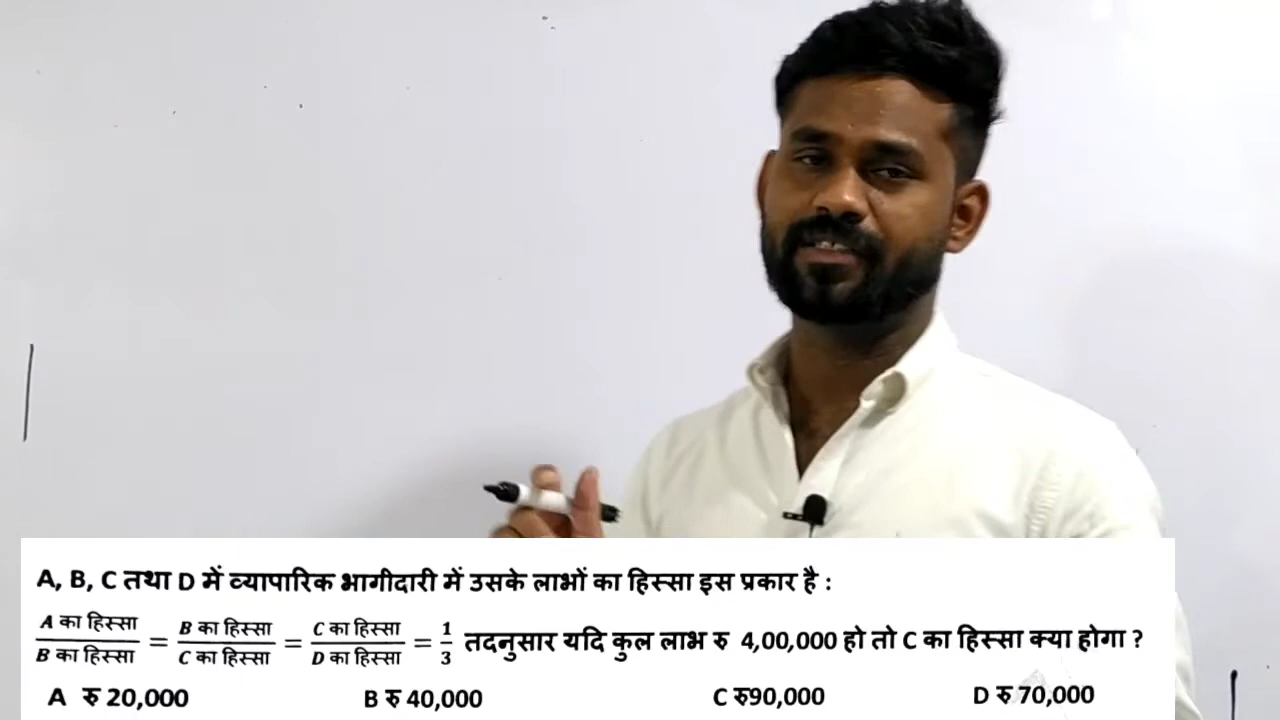 A, B, C तथा D में व्यापारिक भागीदारी में उसके लाभों का हिस्सा इस प्रकार है :
A का हिस्सा / B का हिस्सा = B का हिस्सा / C का हिस्सा = C का हिस्सा / D का हिस्सा = 1/3 तदनुसार यदि कुल लाभ रु 4,00,000 हो तो C का हिस्सा क्या होगा ?
A रु 20,000 B रु 40,000 C रु90,000 D रु 70,000